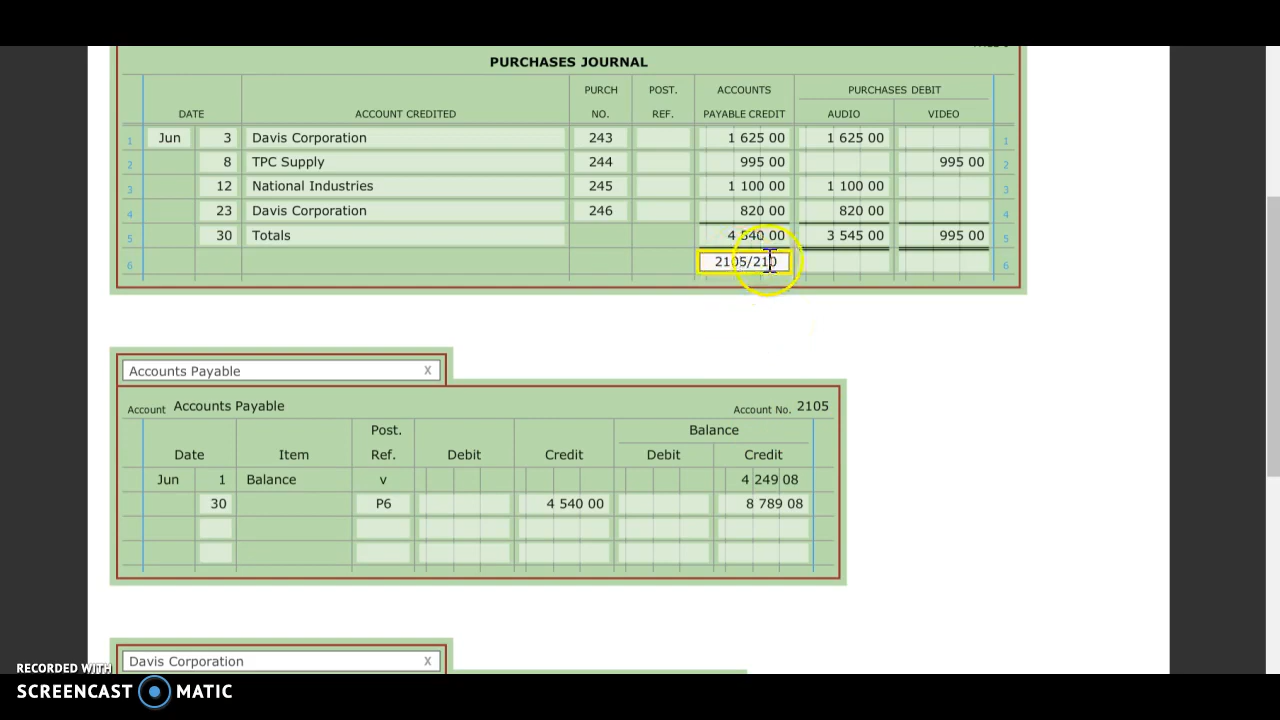 PURCHASES JOURNAL
PURCH POST. ACCOUNTS PURCHASES DEBIT
DATE ACCOUNT CREDITED NO. REF. PAYABLE CREDIT AUDIO VIDEO
1 Jun 3 Davis Corporation 243 1 625 00 1 625 00 1
2 8 TPC Supply 244 995 00 995 00 2
3 12 National Industries 245 1 100 00 1 100 00 3
4 23 Davis Corporation 246 820 00 820 00 4
5 30 Totals 4 540 00 3 545 00 995 00 5
6 2105/210 6
Accounts Payable X
Account Accounts Payable Account No. 2105
Post. Balance
Date Item Ref. Debit Credit Debit Credit
Jun 1 Balance v 4 249 08
30 P6 4 540 00 8 789 08
Davis Corporation X
RECORDED WITH
SCREENCAST MATIC